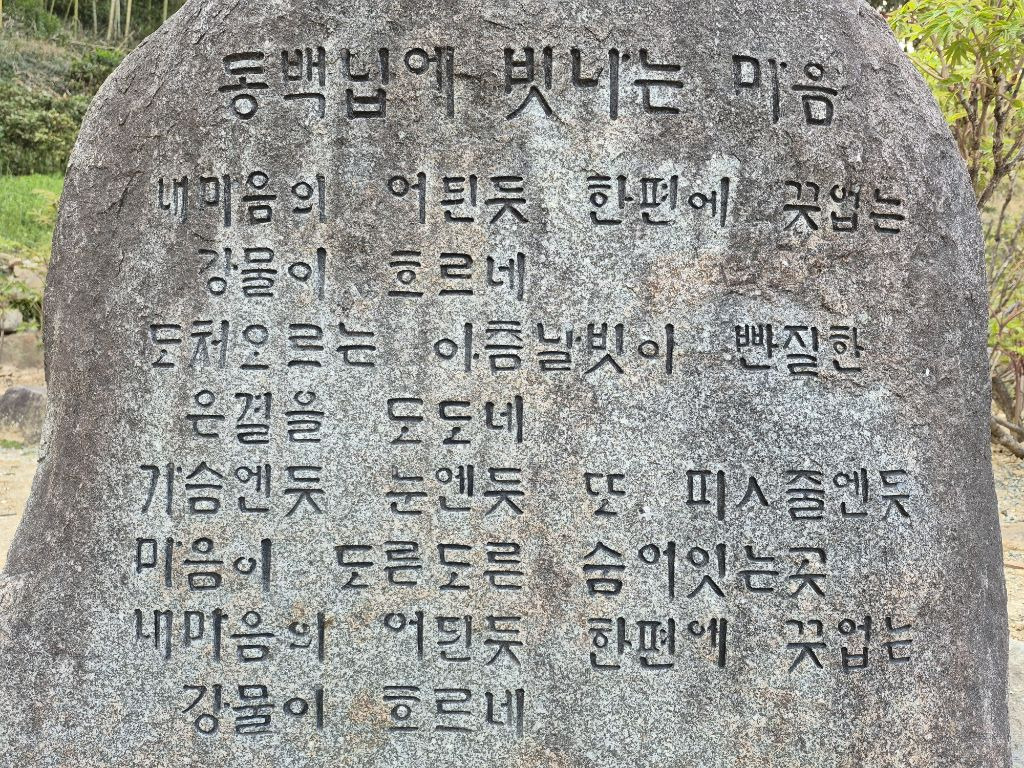 동백닙에 빗나는 마음
내마음의 어듼듯 한편에 끗업는
강물이 흐르네
도처오르는 아츰날빗이 빤질한
은결을 도도네
가슴엔듯 눈엔듯 또 피ㅅ줄엔듯
마음이 도른도른 숨어잇는곳
내마음의 어듼듯 한편에 끗업는
강물이 흐르네